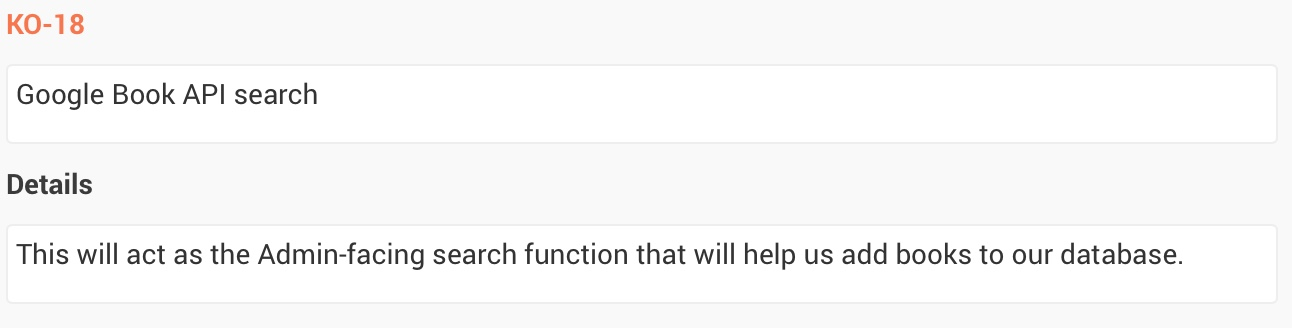 KO-18
Google Book API search
Details
This will act as the Admin-facing search function that will help us add books to our database.